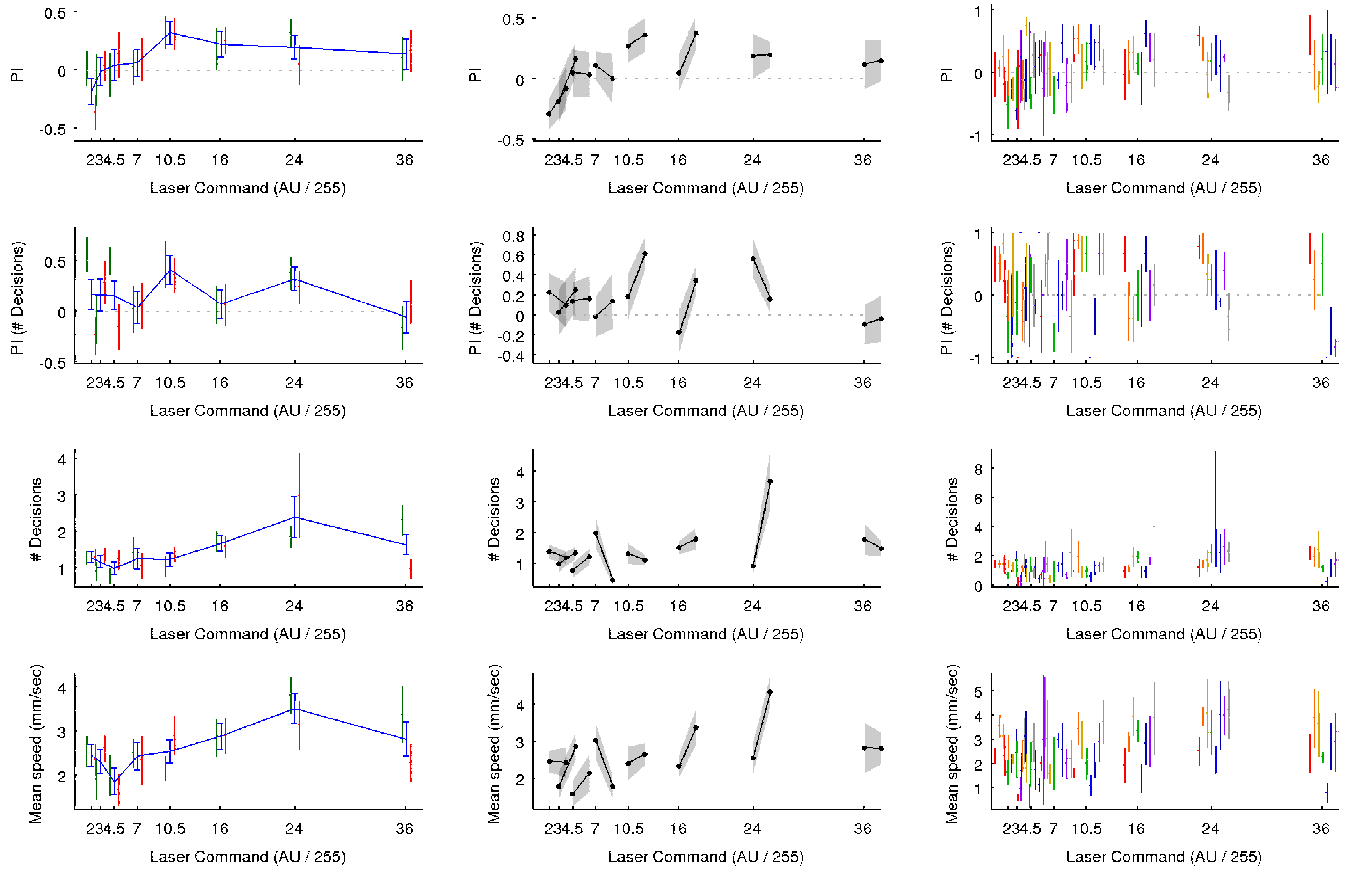 0.5
0
-0.5
PI
234.5 7 10.5 16 24 36
Laser Command (AU / 255)
0.5
0
-0.5
PI
234.5 7 10.5 16 24 36
Laser Command (AU / 255)
1
0
-1
PI
234.5 7 10.5 16 24 36
Laser Command (AU / 255)
0.5
0
-0.5
PI (# Decisions)
234.5 7 10.5 16 24 36
Laser Command (AU / 255)
0.8
0.6
0.4
0.2
0
-0.2
-0.4
PI (# Decisions)
234.5 7 10.5 16 24 36
Laser Command (AU / 255)
1
0
-1
PI (# Decisions)
234.5 7 10.5 16 24 36
Laser Command (AU / 255)
4
3
2
1
# Decisions
234.5 7 10.5 16 24 36
Laser Command (AU / 255)
4
3
2
1
# Decisions
234.5 7 10.5 16 24 36
Laser Command (AU / 255)
8
6
4
2
0
# Decisions
234.5 7 10.5 16 24 36
Laser Command (AU / 255)
4
3
2
Mean speed (mm/sec)
234.5 7 10.5 16 24 36
Laser Command (AU / 255)
4
3
2
Mean speed (mm/sec)
234.5 7 10.5 16 24 36
Laser Command (AU / 255)
5
4
3
2
1
Mean speed (mm/sec)
234.5 7 10.5 16 24 36
Laser Command (AU / 255)